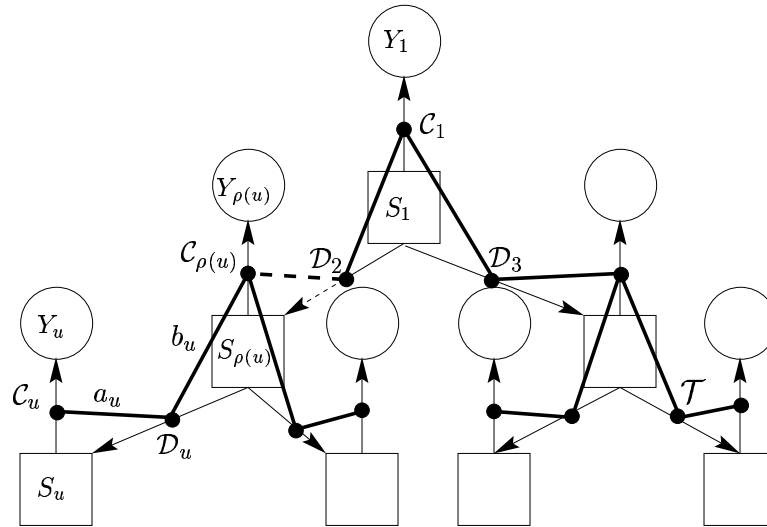 Y_1
C_1
Y_{ρ(u)}
S_1
C_{ρ(u)}
D_2
D_3
Y_u
b_u
S_{ρ(u)}
C_u
a_u
T
D_u
S_u